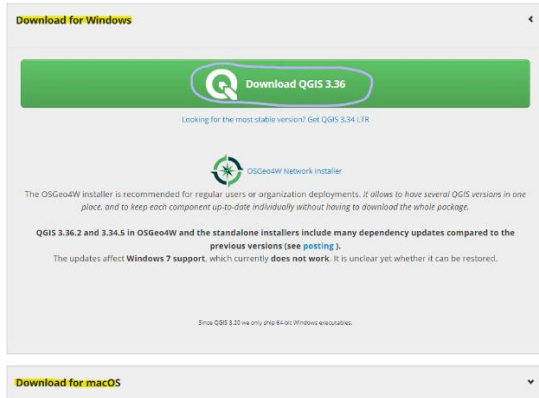 Download for Windows
Download QGIS 3.36
Looking for the most stable version? Get QGIS 3.34 LTR
OSGeo4W Network Installer
The OSGeo4W installer is recommended for regular users or organization deployments. It allows to have several QGIS versions in one
place, and to keep each component up-to-date individually without having to download the whole package.
QGIS 3.36.2 and 3.34.5 in OSGeo4W and the standalone installers include many dependency updates compared to the
previous versions (see posting ).
The updates affect Windows 7 support, which currently does not work. It is unclear yet whether it can be restored.
Since QGIS 3.20 we only ship 64-bit Windows executables.
Download for macOS